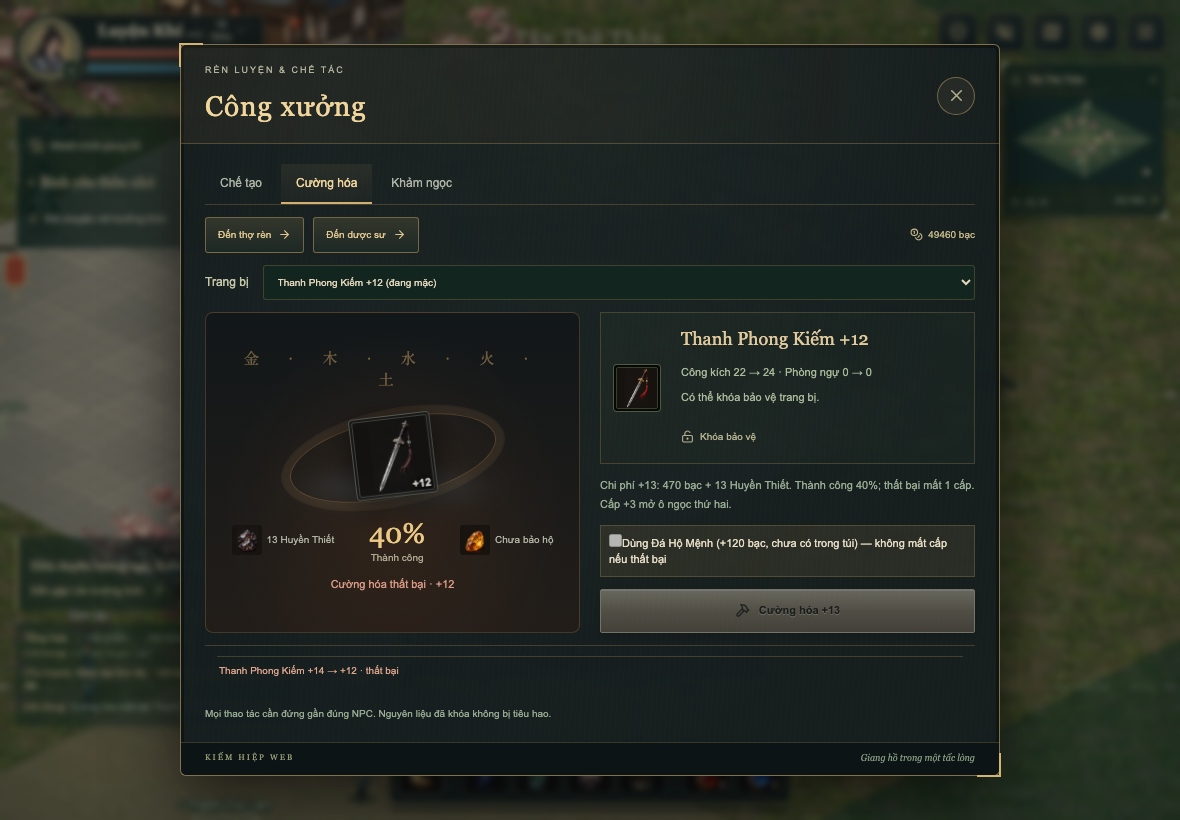 RÈN LUYỆN & CHẾ TÁC
Công xưởng
Chế tạo
Cường hóa
Khảm ngọc
Đến thợ rèn →
Đến dược sư →
49460 bạc
Trang bị
Thanh Phong Kiếm +12 (đang mặc)
金 · 木 · 水 · 火 ·
土
+12
13 Huyền Thiết
40%
Thành công
Chưa bảo hộ
Cường hóa thất bại · +12
Thanh Phong Kiếm +12
Công kích 22 → 24 · Phòng ngự 0 → 0
Có thể khóa bảo vệ trang bị.
Khóa bảo vệ
Chi phí +13: 470 bạc + 13 Huyền Thiết. Thành công 40%; thất bại mất 1 cấp.
Cấp +3 mở ô ngọc thứ hai.
Dùng Đá Hộ Mệnh (+120 bạc, chưa có trong túi) — không mất cấp
nếu thất bại
Cường hóa +13
Thanh Phong Kiếm +14 → +12 · thất bại
Mọi thao tác cần đứng gần đúng NPC. Nguyên liệu đã khóa không bị tiêu hao.
KIẾM HIỆP WEB
Giang hồ trong một tấc lòng